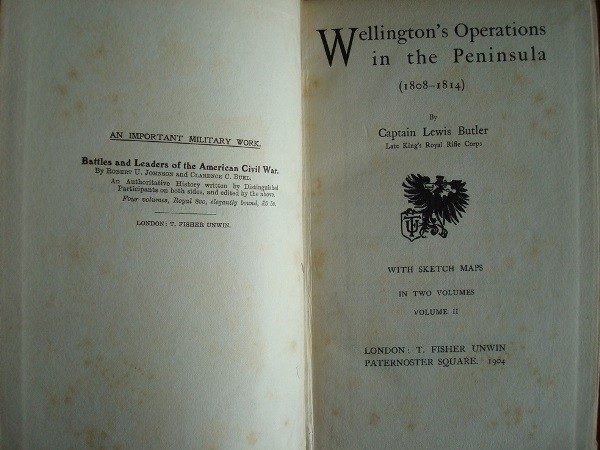 AN IMPORTANT MILITARY WORK.
Battles and Leaders of the American Civil War.
By ROBERT U. JOHNSON and CLARENCE C. BUEL.
An Authoritative History written by Distinguished
Participants on both sides, and edited by the above.
Four volumes, Royal 8vo, elegantly bound,
LONDON: T. FISHER UNWIN.
Wellington's Operations
in the Peninsula
(1808-1814)
By
Captain Lewis Butler
Late King's Royal Rifle Corps
WITH SKETCH MAPS
IN TWO VOLUMES
VOLUME II
LONDON: T. FISHER UNWIN
PATERNOSTER SQUARE. 1904